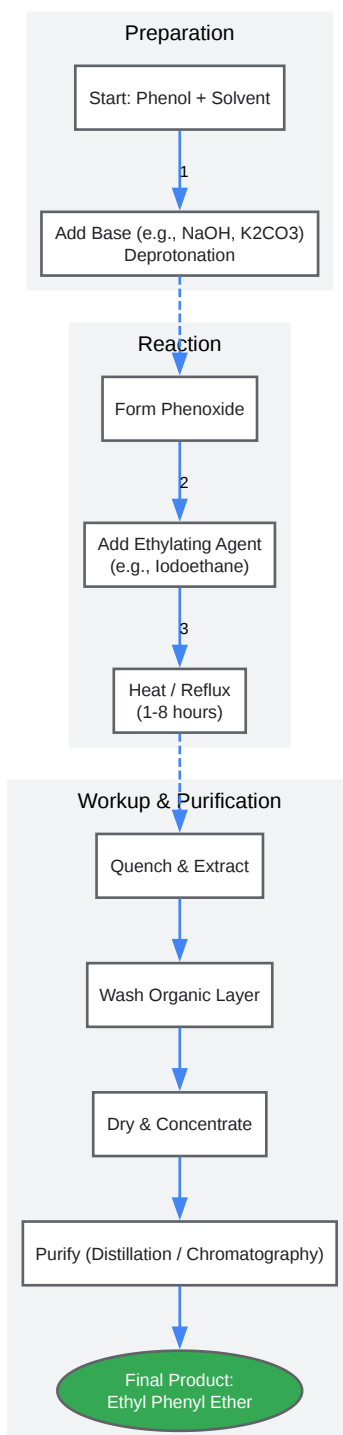 Preparation
Start: Phenol + Solvent
1
Add Base (e.g., NaOH, K2CO3)
Deprotonation
Reaction
Form Phenoxide
2
Add Ethylating Agent
(e.g., Iodoethane)
3
Heat / Reflux
(1-8 hours)
Workup & Purification
Quench & Extract
Wash Organic Layer
Dry & Concentrate
Purify (Distillation / Chromatography)
Final Product:
Ethyl Phenyl Ether